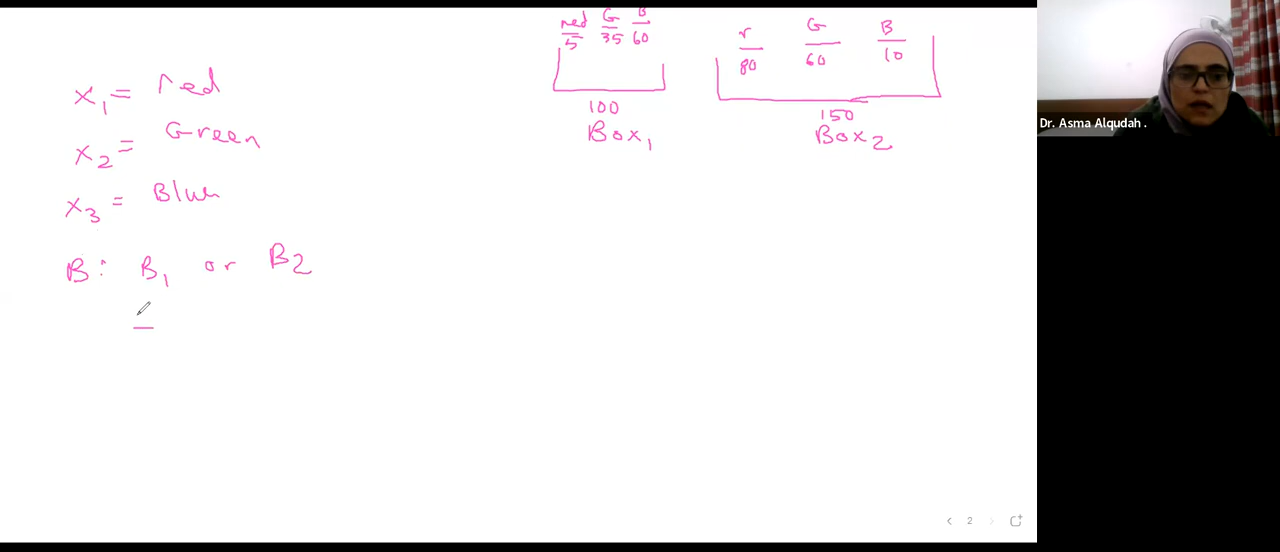 red G B
5 35 60
100
Box1
r G B
80 60 10
150
Box2
x1 = red
x2 = Green
x3 = Blue
B: B1 or B2
Dr. Asma Alqudah .
2